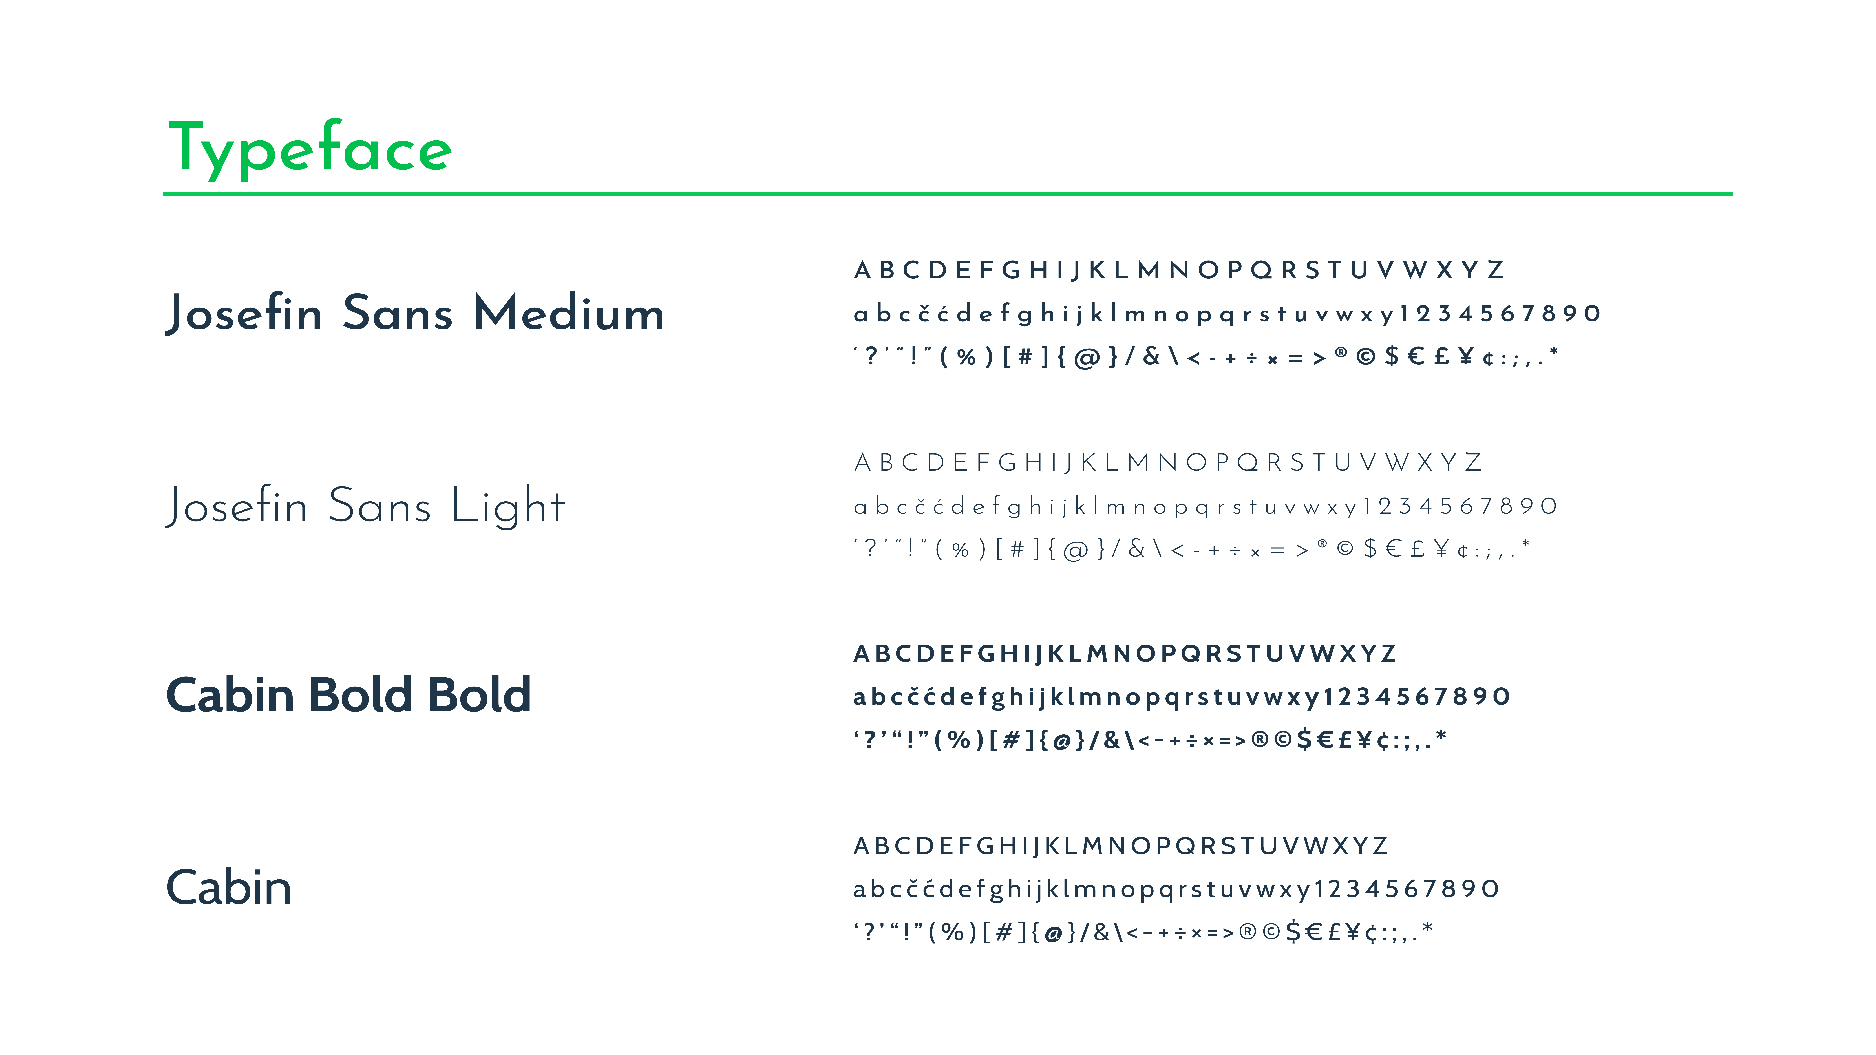 Typeface
Josefin Sans Medium
A B C D E F G H I J K L M N O P Q R S T U V W X Y Z
a b c č ć d e f g h i j k l m n o p q r s t u v w x y 1 2 3 4 5 6 7 8 9 0
‘ ? ’ “ ! ” ( % ) [ # ] { @ } / & \ < - + ÷ × = > ® © $ € £ ¥ ¢ : ; , . *
Josefin Sans Light
A B C D E F G H I J K L M N O P Q R S T U V W X Y Z
a b c č ć d e f g h i j k l m n o p q r s t u v w x y 1 2 3 4 5 6 7 8 9 0
‘ ? ’ “ ! ” ( % ) [ # ] { @ } / & \ < - + ÷ × = > ® © $ € £ ¥ ¢ : ; , . *
Cabin Bold Bold
ABCDEFGHIJKLMNOPQRSTUVWXYZ
abcčćdefghijklmnopqrstuvwxy1234567890
‘?’“!”(%)[#]{@}/&\<-+÷×=>®©$€£¥¢:;,.*
Cabin
ABCDEFGHIJKLMNOPQRSTUVWXYZ
abcčćdefghijklmnopqrstuvwxy1234567890
‘?’“!”(%)[#]{@}/&\<-+÷×=>®©$€£¥¢:;,.*